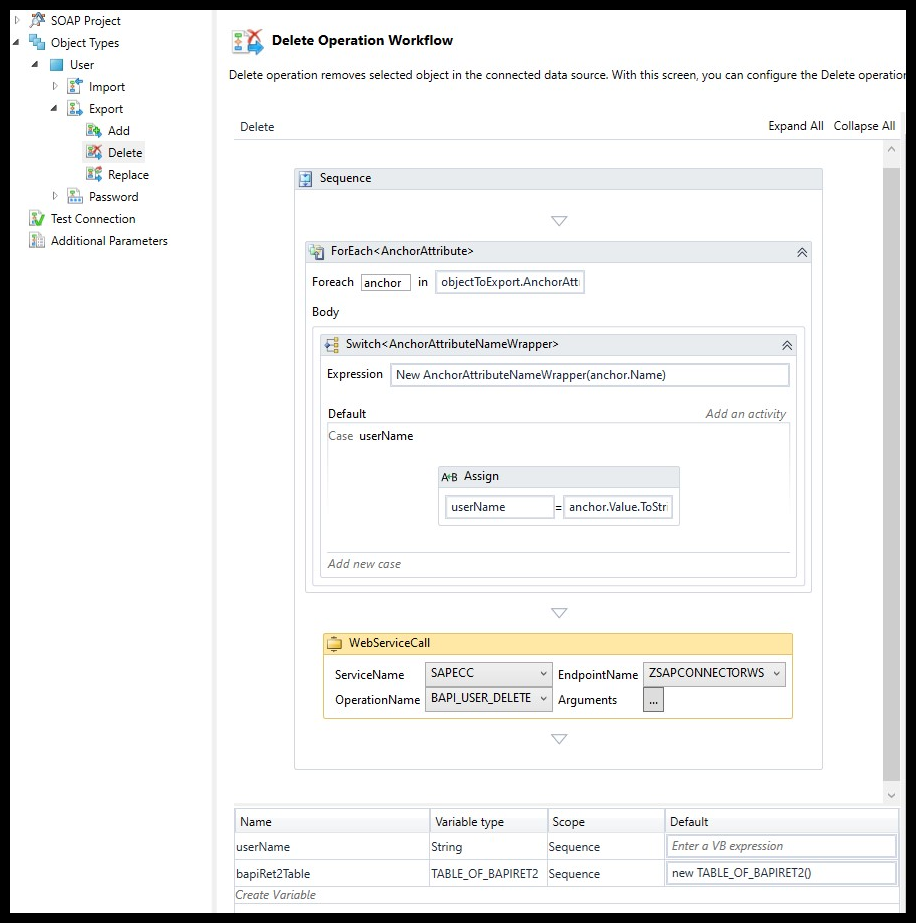 SOAP Project
Object Types
User
Import
Export
Add
Delete
Replace
Password
Test Connection
Additional Parameters
Delete Operation Workflow
Delete operation removes selected object in the connected data source. With this screen, you can configure the Delete operation
Delete Expand All Collapse All
Sequence
ForEach<AnchorAttribute>
Foreach anchor in objectToExport.AnchorAtt
Body
Switch<AnchorAttributeNameWrapper>
Expression New AnchorAttributeNameWrapper(anchor.Name)
Default Add an activity
Case userName
A+B Assign
userName = anchor.Value.ToStri
Add new case
WebServiceCall
ServiceName SAPECC EndpointName ZSAPCONNECTORWS
OperationName BAPI_USER_DELETE Arguments ...
Name Variable type Scope Default
userName String Sequence Enter a VB expression
bapiRet2Table TABLE_OF_BAPIRET2 Sequence new TABLE_OF_BAPIRET2()
Create Variable